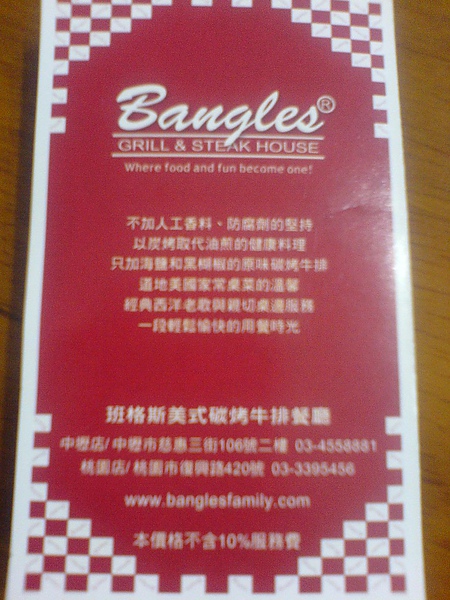 Bangles®
GRILL & STEAK HOUSE
Where food and fun become one!
不加人工香料、防腐劑的堅持
以炭烤取代油煎的健康料理
只加海鹽和黑糊椒的原味碳烤牛排
道地美國家常桌菜的溫馨
經典西洋老歌與親切桌邊服務
一段輕鬆愉快的用餐時光
班格斯美式碳烤牛排餐廳
中壢店/中壢市慈惠三街106號二樓 03-4558881
桃園店/桃園市復興路420號 03-3395456
www.banglesfamily.com
本價格不含10%服務費